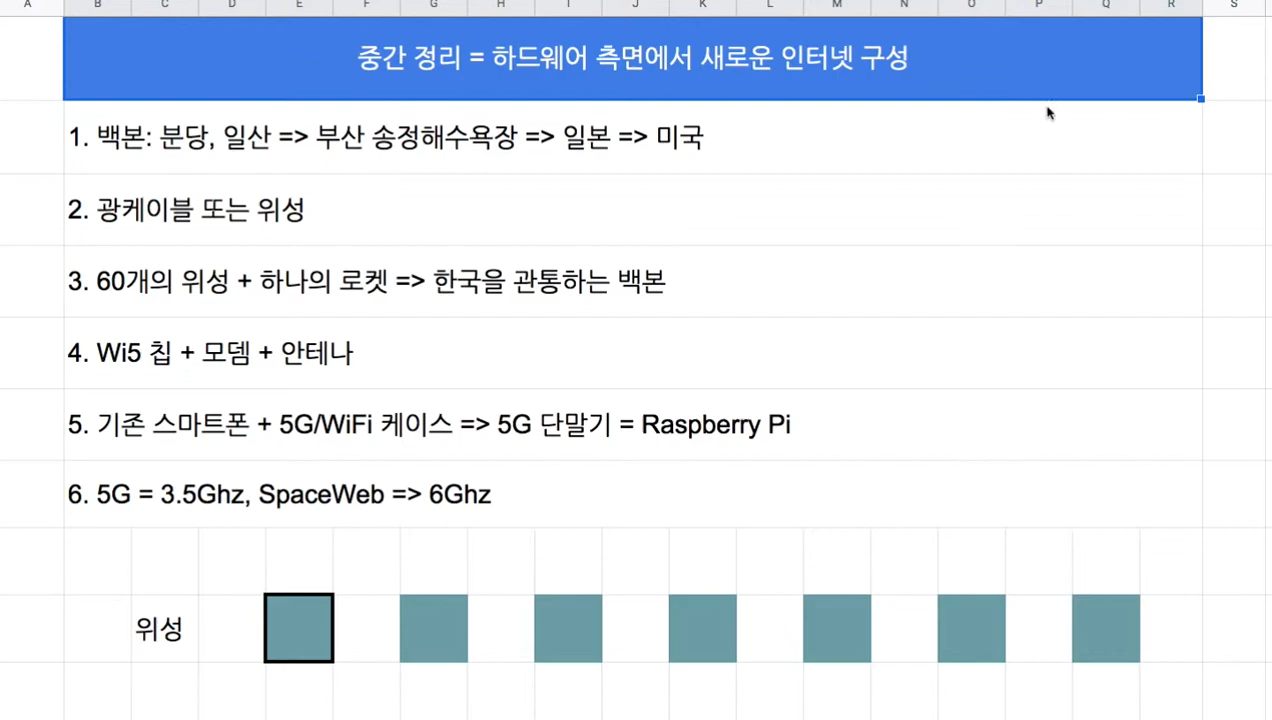 A B C D E F G H I J K L M N O P Q R S
중간 정리 = 하드웨어 측면에서 새로운 인터넷 구성
1. 백본: 분당, 일산 => 부산 송정해수욕장 => 일본 => 미국
2. 광케이블 또는 위성
3. 60개의 위성 + 하나의 로켓 => 한국을 관통하는 백본
4. Wi5 칩 + 모뎀 + 안테나
5. 기존 스마트폰 + 5G/WiFi 케이스 => 5G 단말기 = Raspberry Pi
6. 5G = 3.5Ghz, SpaceWeb => 6Ghz
위성